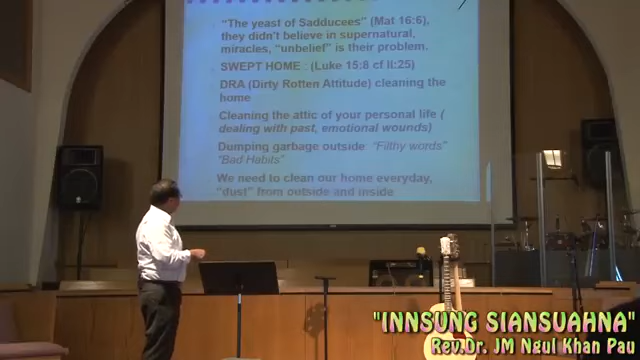 "The yeast of Sadducees" (Mat 16:6),
they didn't believe in supernatural,
miracles, "unbelief" is their problem.
SWEPT HOME : (Luke 15:8 cf ll:25)
DRA (Dirty Rotten Attitude) cleaning the
home
Cleaning the attic of your personal life (
dealing with past, emotional wounds)
Dumping garbage outside "Filthy words"
"Bad Habits"
We need to clean our home everyday,
"dust" from outside and inside
"INNSUNG SIANSUAHNA"
Rev.Dr. JM Ngul Khan Pau